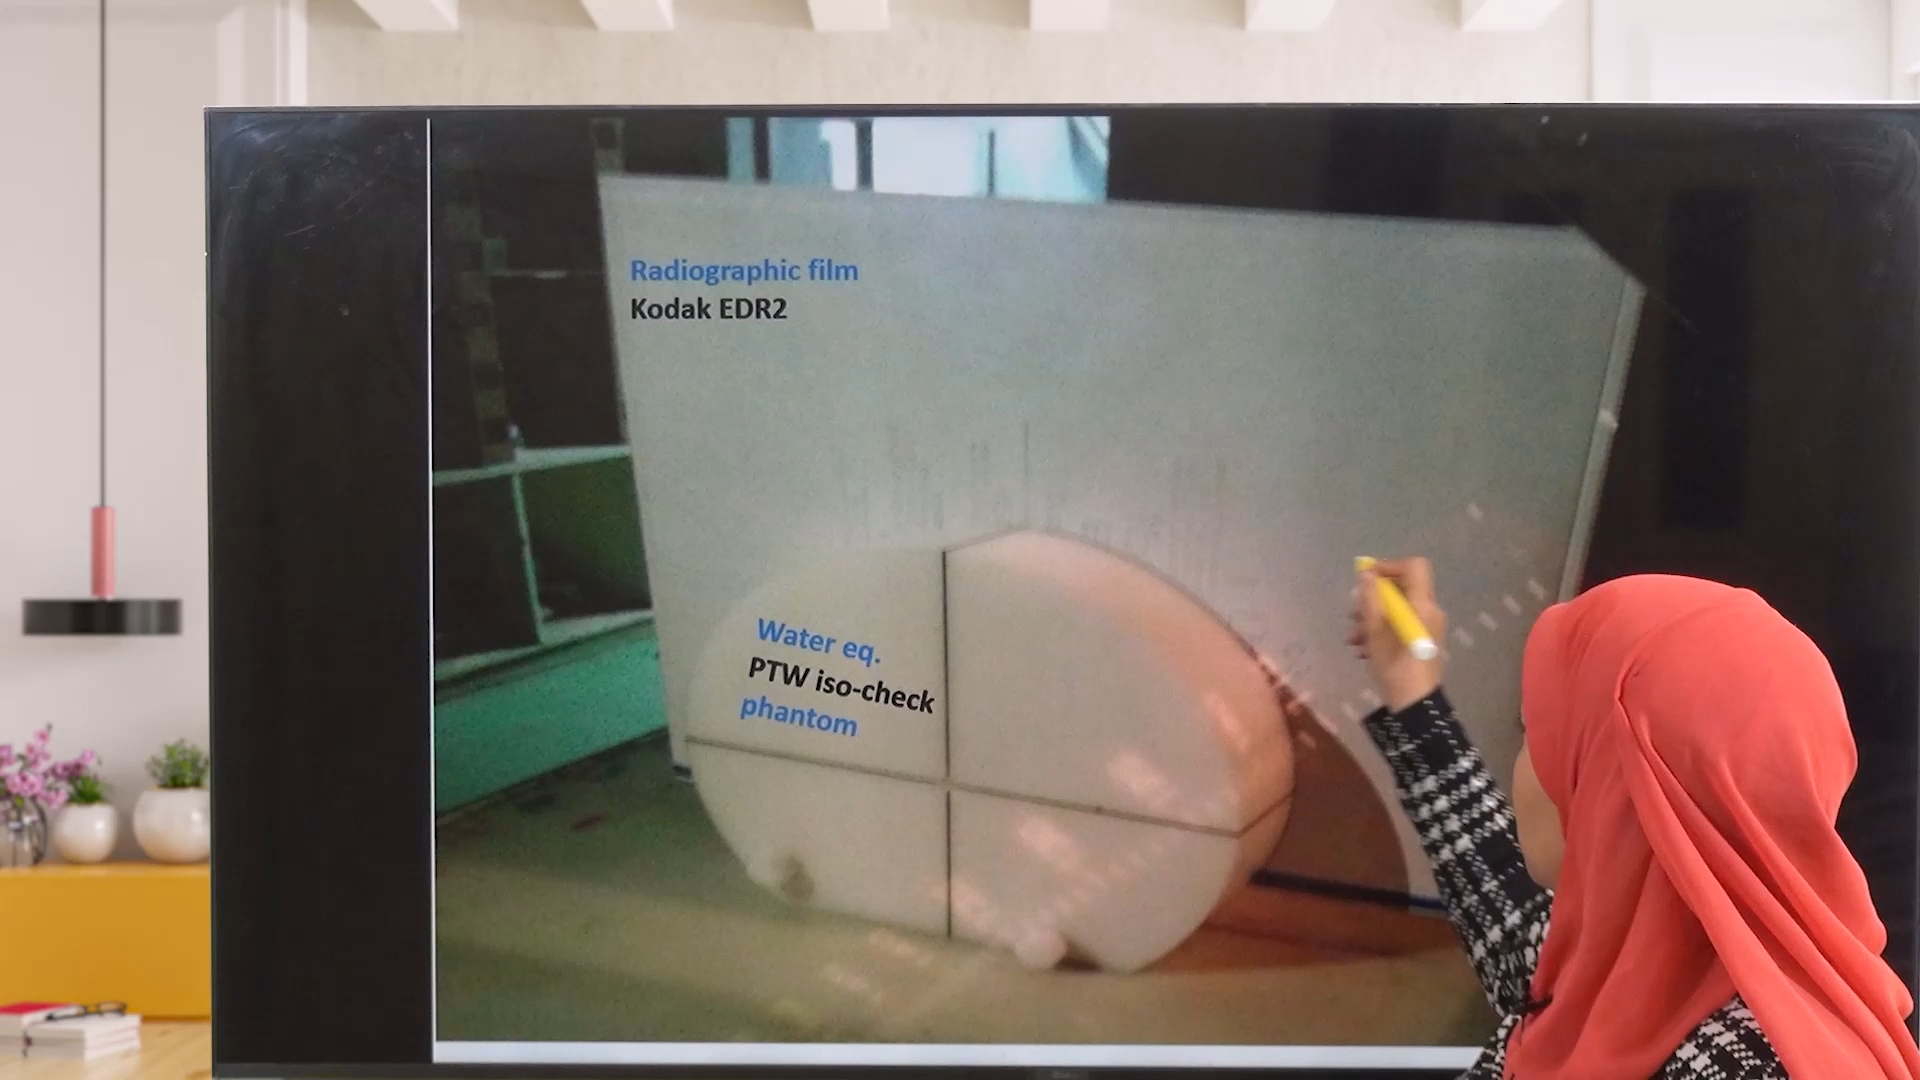 Radiographic film
Kodak EDR2
Water eq.
PTW iso-check
phantom